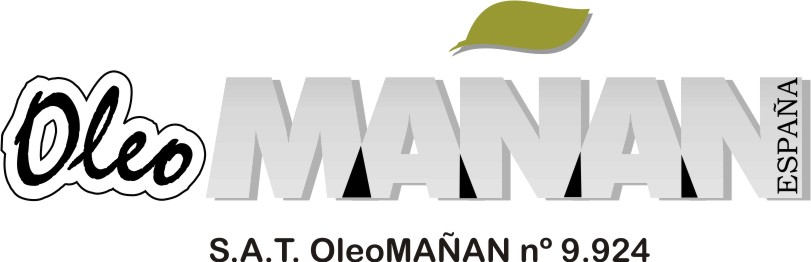 Oleo MAÑAN ESPAÑA
S.A.T. OleoMAÑAN nº 9.924